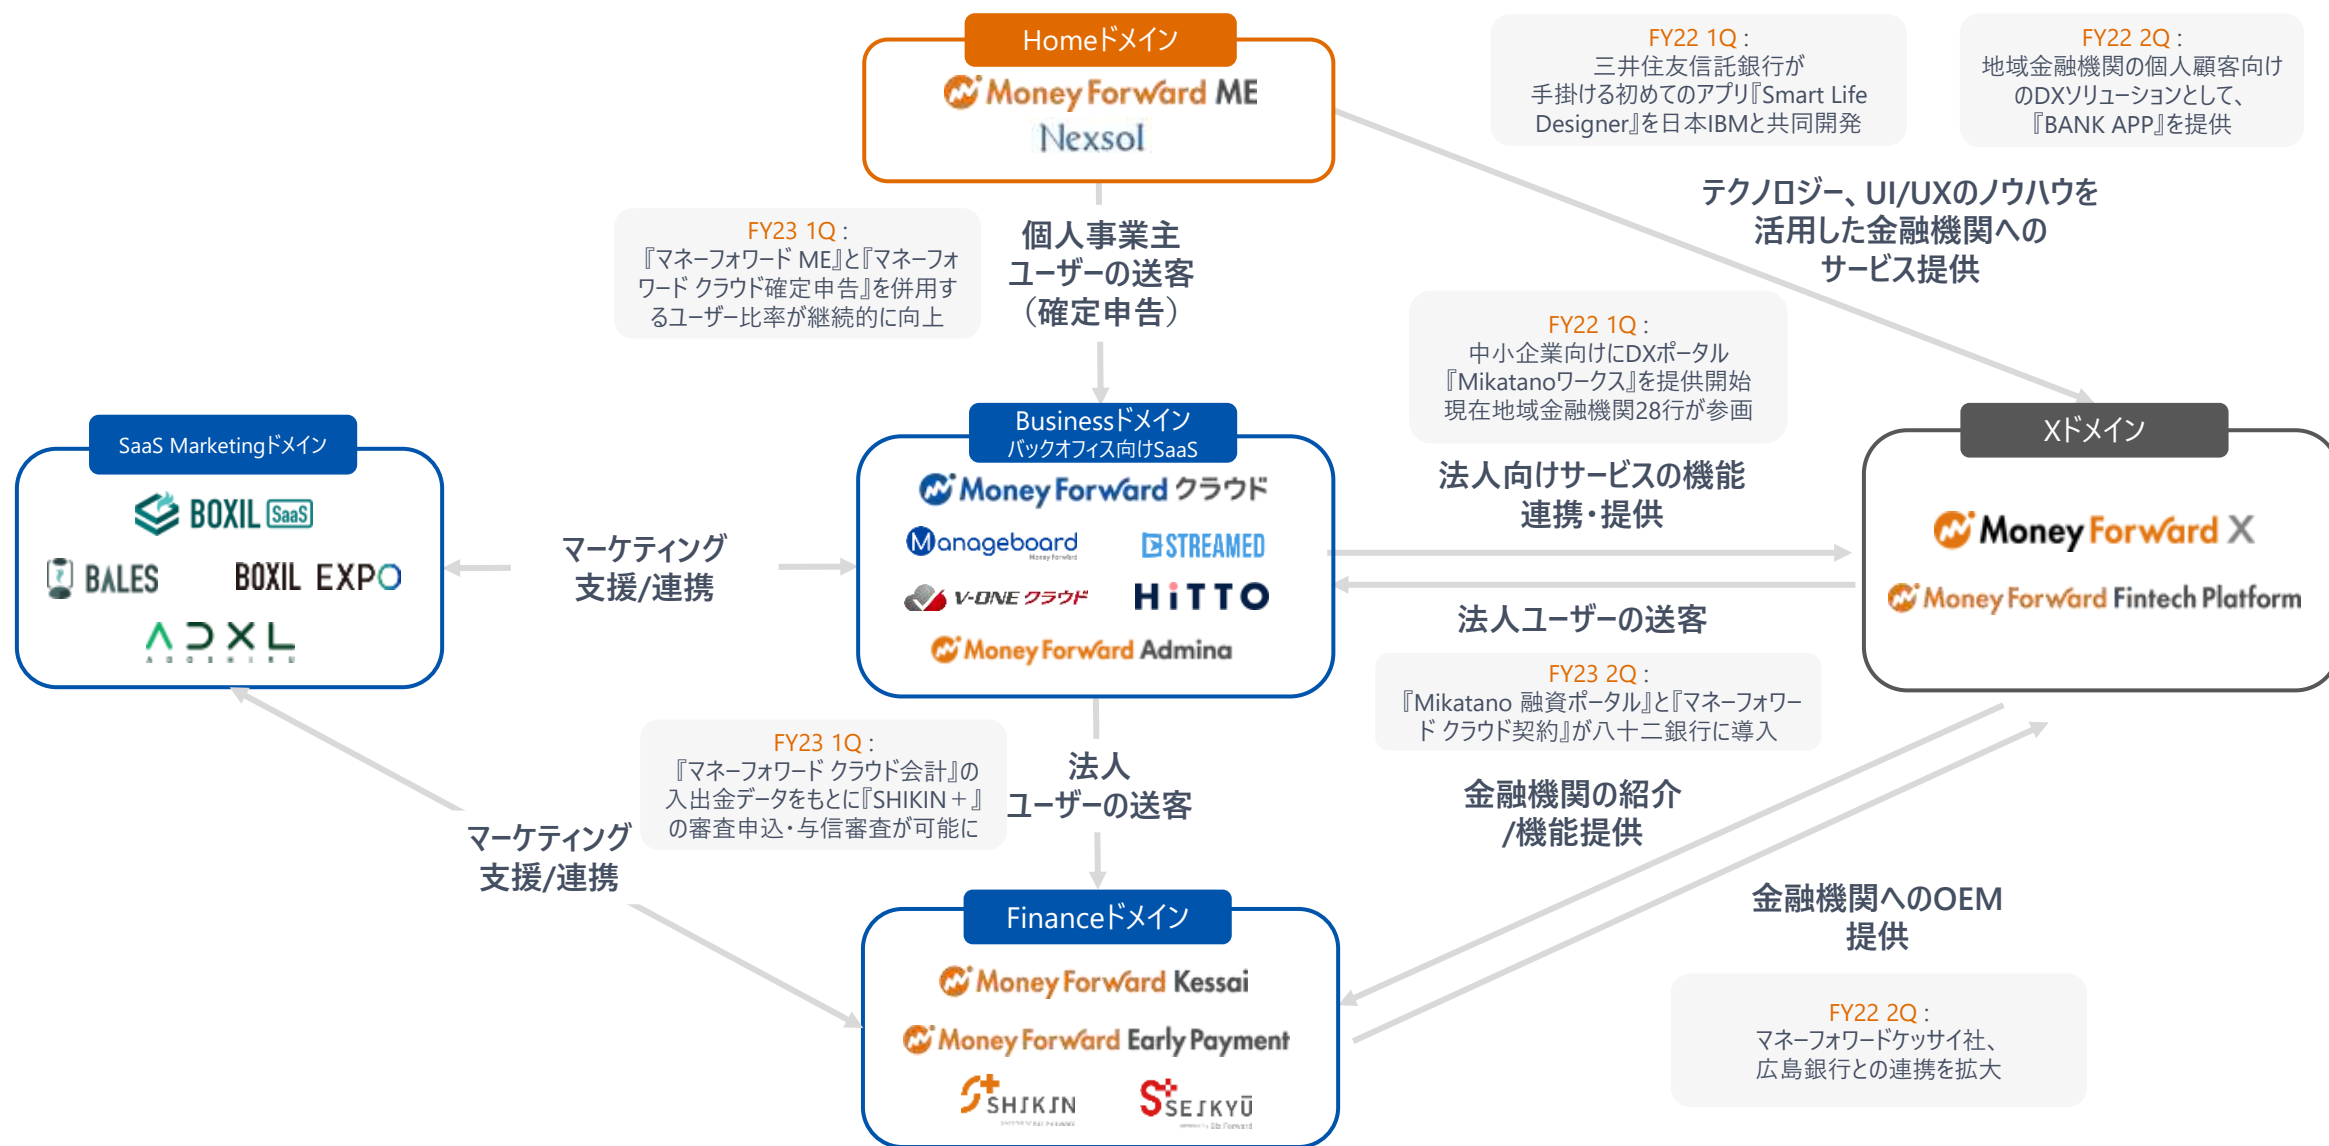 Homeドメイン
Money Forward ME
Nexsol
FY22 1Q :
三井住友信託銀行が
手掛ける初めてのアプリ『Smart Life
Designer』を日本IBMと共同開発
FY22 2Q :
地域金融機関の個人顧客向け
のDXソリューションとして、
『BANK APP』を提供
テクノロジー、UI/UXのノウハウを
活用した金融機関への
サービス提供
FY23 1Q :
『マネーフォワード ME』と『マネーフォ
ワード クラウド確定申告』を併用す
るユーザー比率が継続的に向上
個人事業主
ユーザーの送客
（確定申告）
FY22 1Q :
中小企業向けにDXポータル
『Mikatanoワークス』を提供開始
現在地域金融機関28行が参画
SaaS Marketingドメイン
BOXIL SaaS
BALES
BOXIL EXPO
ADXL
マーケティング
支援/連携
Businessドメイン
バックオフィス向けSaaS
Money Forward クラウド
Manageboard
Money Forward
STREAMED
V-ONE クラウド
HiTTO
Money Forward Admina
法人向けサービスの機能
連携・提供
法人ユーザーの送客
Xドメイン
Money Forward X
Money Forward Fintech Platform
FY23 2Q :
『Mikatano 融資ポータル』と『マネーフォワー
ド クラウド契約』が八十二銀行に導入
FY23 1Q :
『マネーフォワード クラウド会計』の
入出金データをもとに『SHIKIN＋』
の審査申込・与信審査が可能に
法人
ユーザーの送客
マーケティング
支援/連携
金融機関の紹介
/機能提供
金融機関へのOEM
提供
Financeドメイン
Money Forward Kessai
Money Forward Early Payment
SHIKIN
SEIKYŪ
FY22 2Q :
マネーフォワードケッサイ社、
広島銀行との連携を拡大